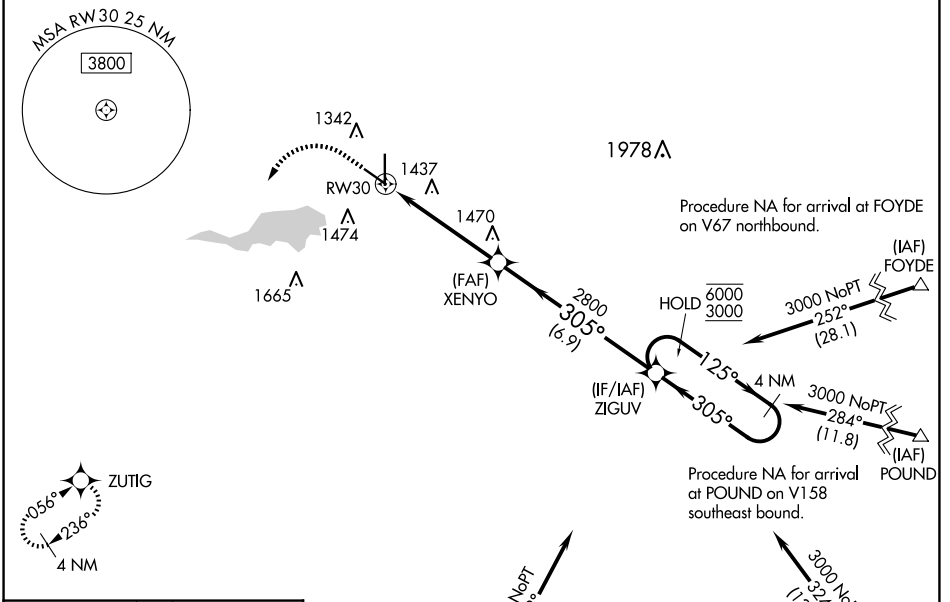 MSA RW30 25 NM
3800
1342
1437
RW30
1474
1470
1665
1978
(FAF)
XENYO
2800
305°
(6.9)
Procedure NA for arrival at FOYDE
on V67 northbound.
(IAF)
FOYDE
3000 NoPT
252°
(28.1)
HOLD
6000
3000
125°
4 NM
305°
(IF/IAF)
ZIGUV
3000 NoPT
284°
(11.8)
(IAF)
POUND
Procedure NA for arrival
at POUND on V158
southeast bound.
ZUTIG
056°
236°
4 NM
NoPT
3000